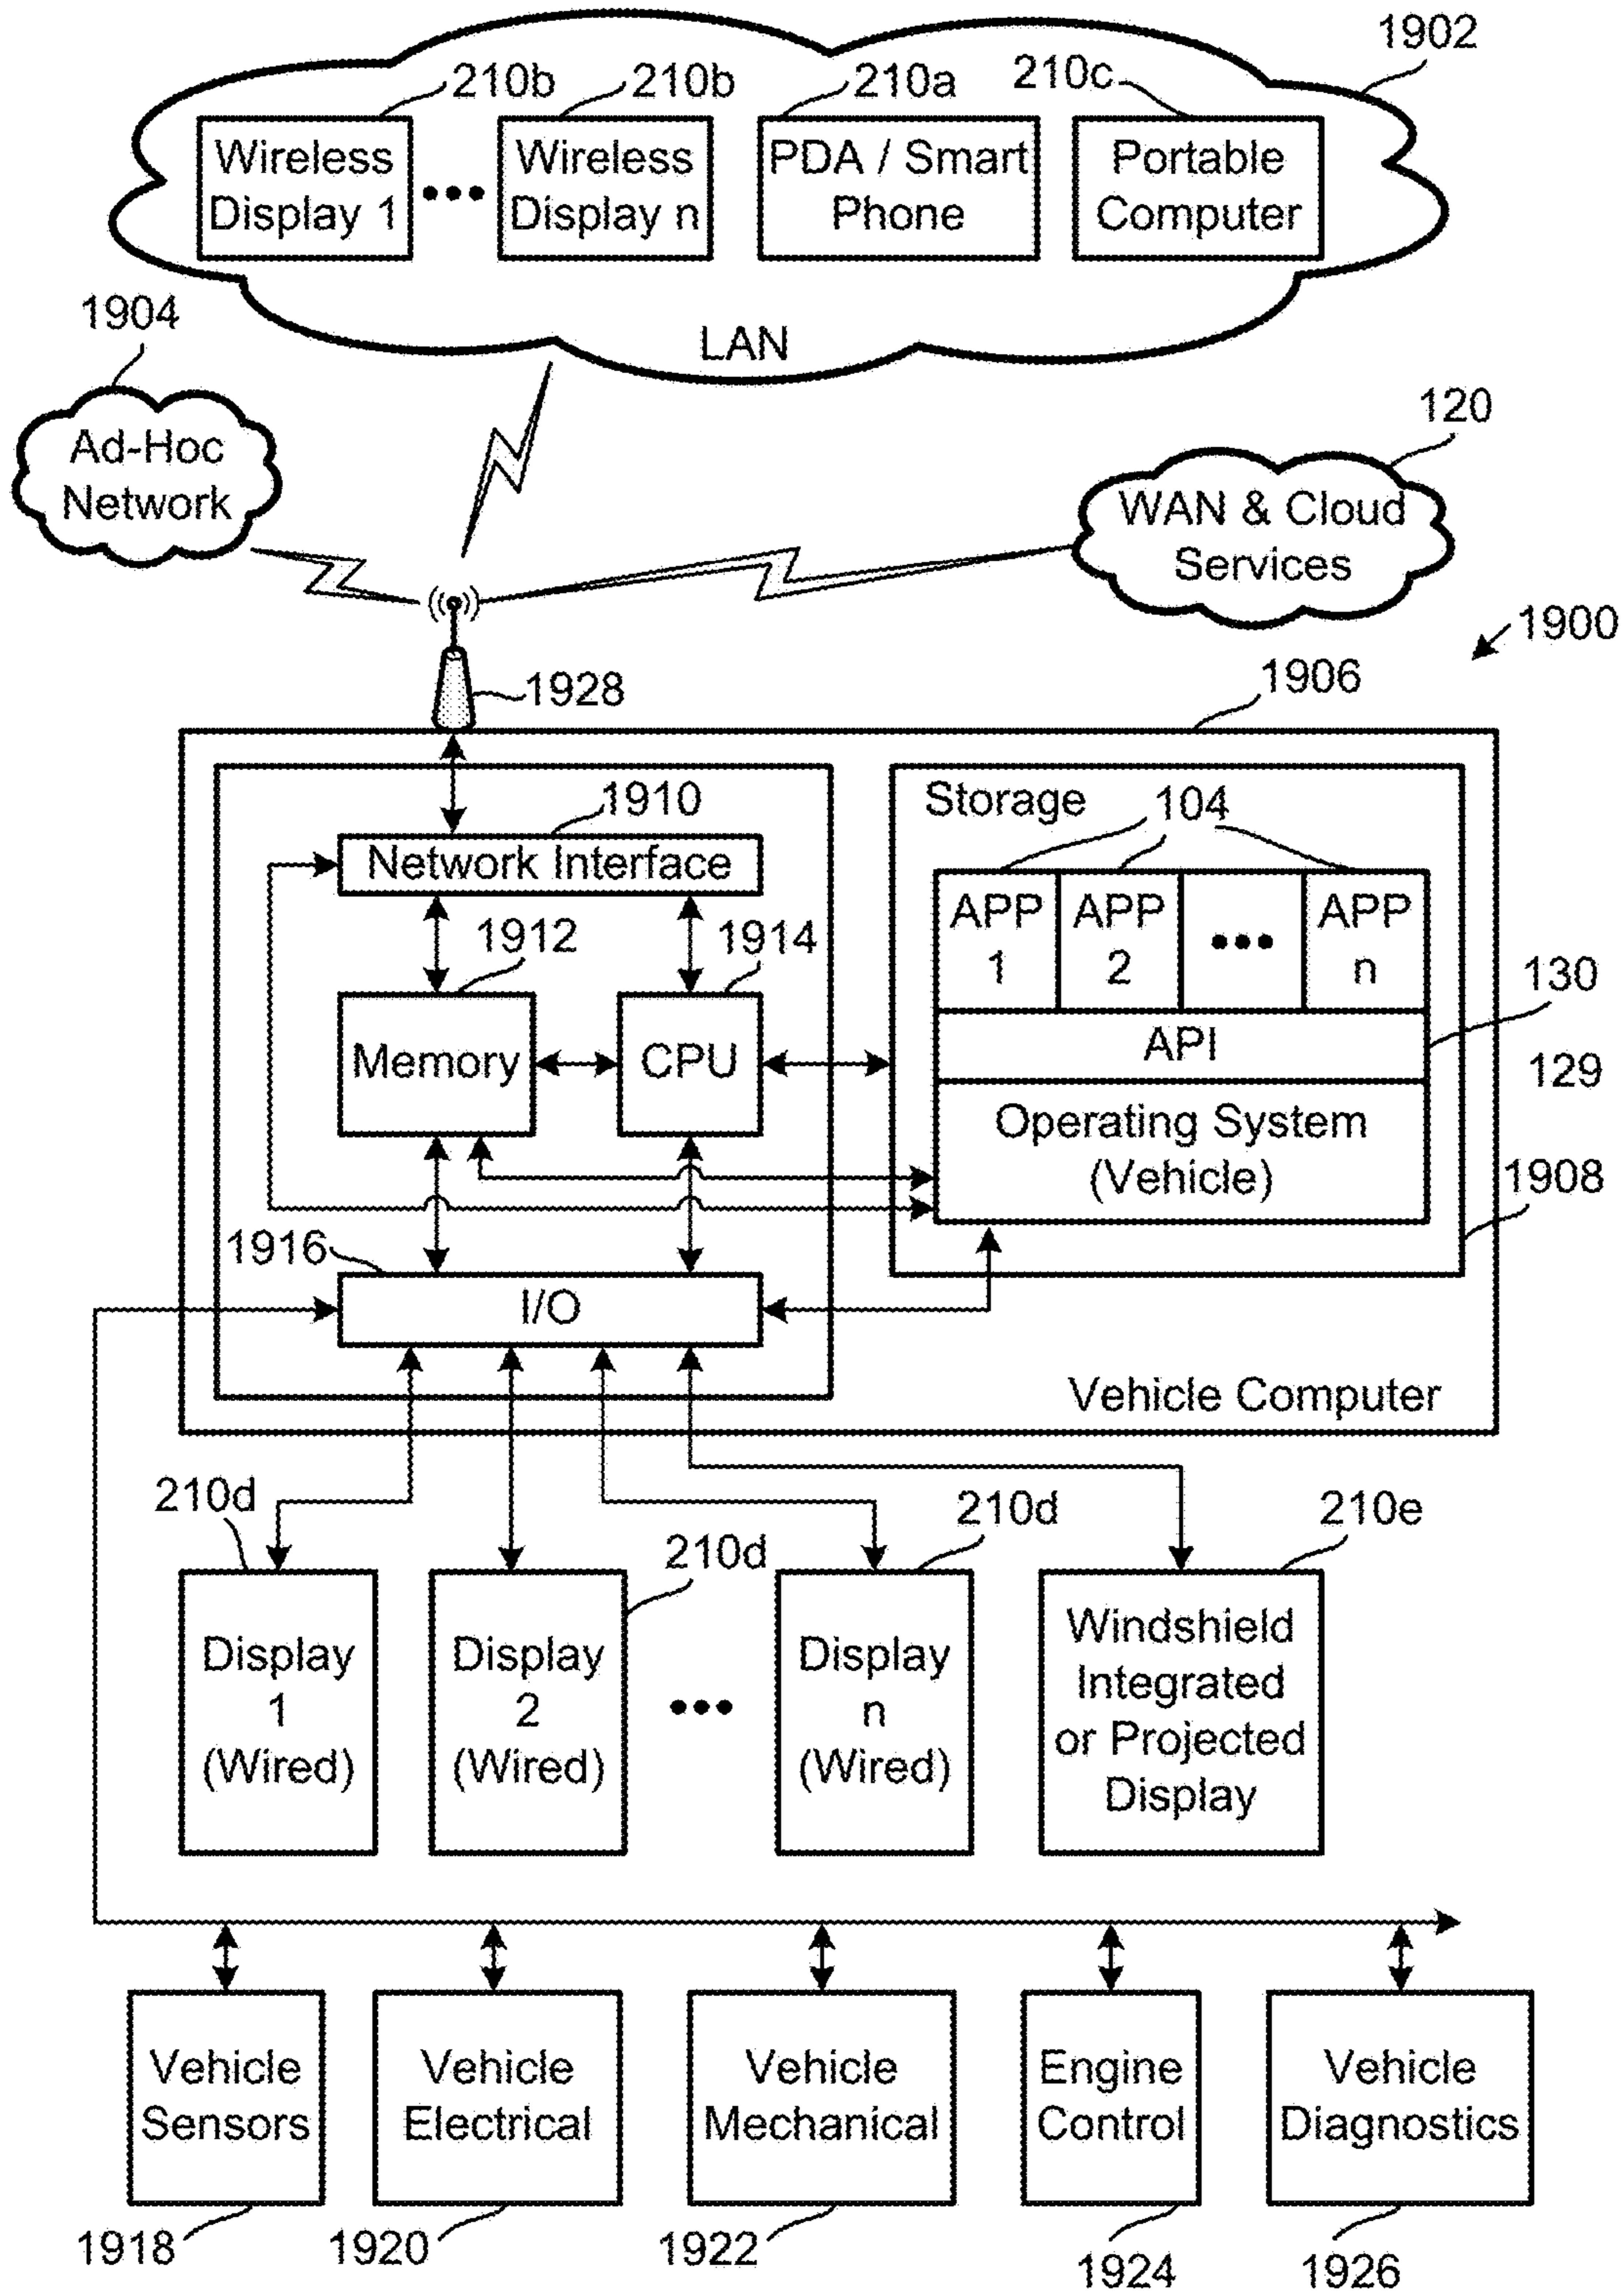 1902
210b
210b
210a
210c
Wireless
Display 1
Wireless
Display n
PDA / Smart
Phone
Portable
Computer
LAN
1904
Ad-Hoc
Network
120
WAN & Cloud
Services
1900
1928
1906
1910
Network Interface
1912
1914
Memory
CPU
Storage
104
APP
1
APP
2
APP
n
API
130
129
Operating System
(Vehicle)
1908
1916
I/O
Vehicle Computer
210d
210d
210d
210e
Display
1
(Wired)
Display
2
(Wired)
Display
n
(Wired)
Windshield
Integrated
or Projected
Display
Vehicle
Sensors
Vehicle
Electrical
Vehicle
Mechanical
Engine
Control
Vehicle
Diagnostics
1918
1920
1922
1924
1926